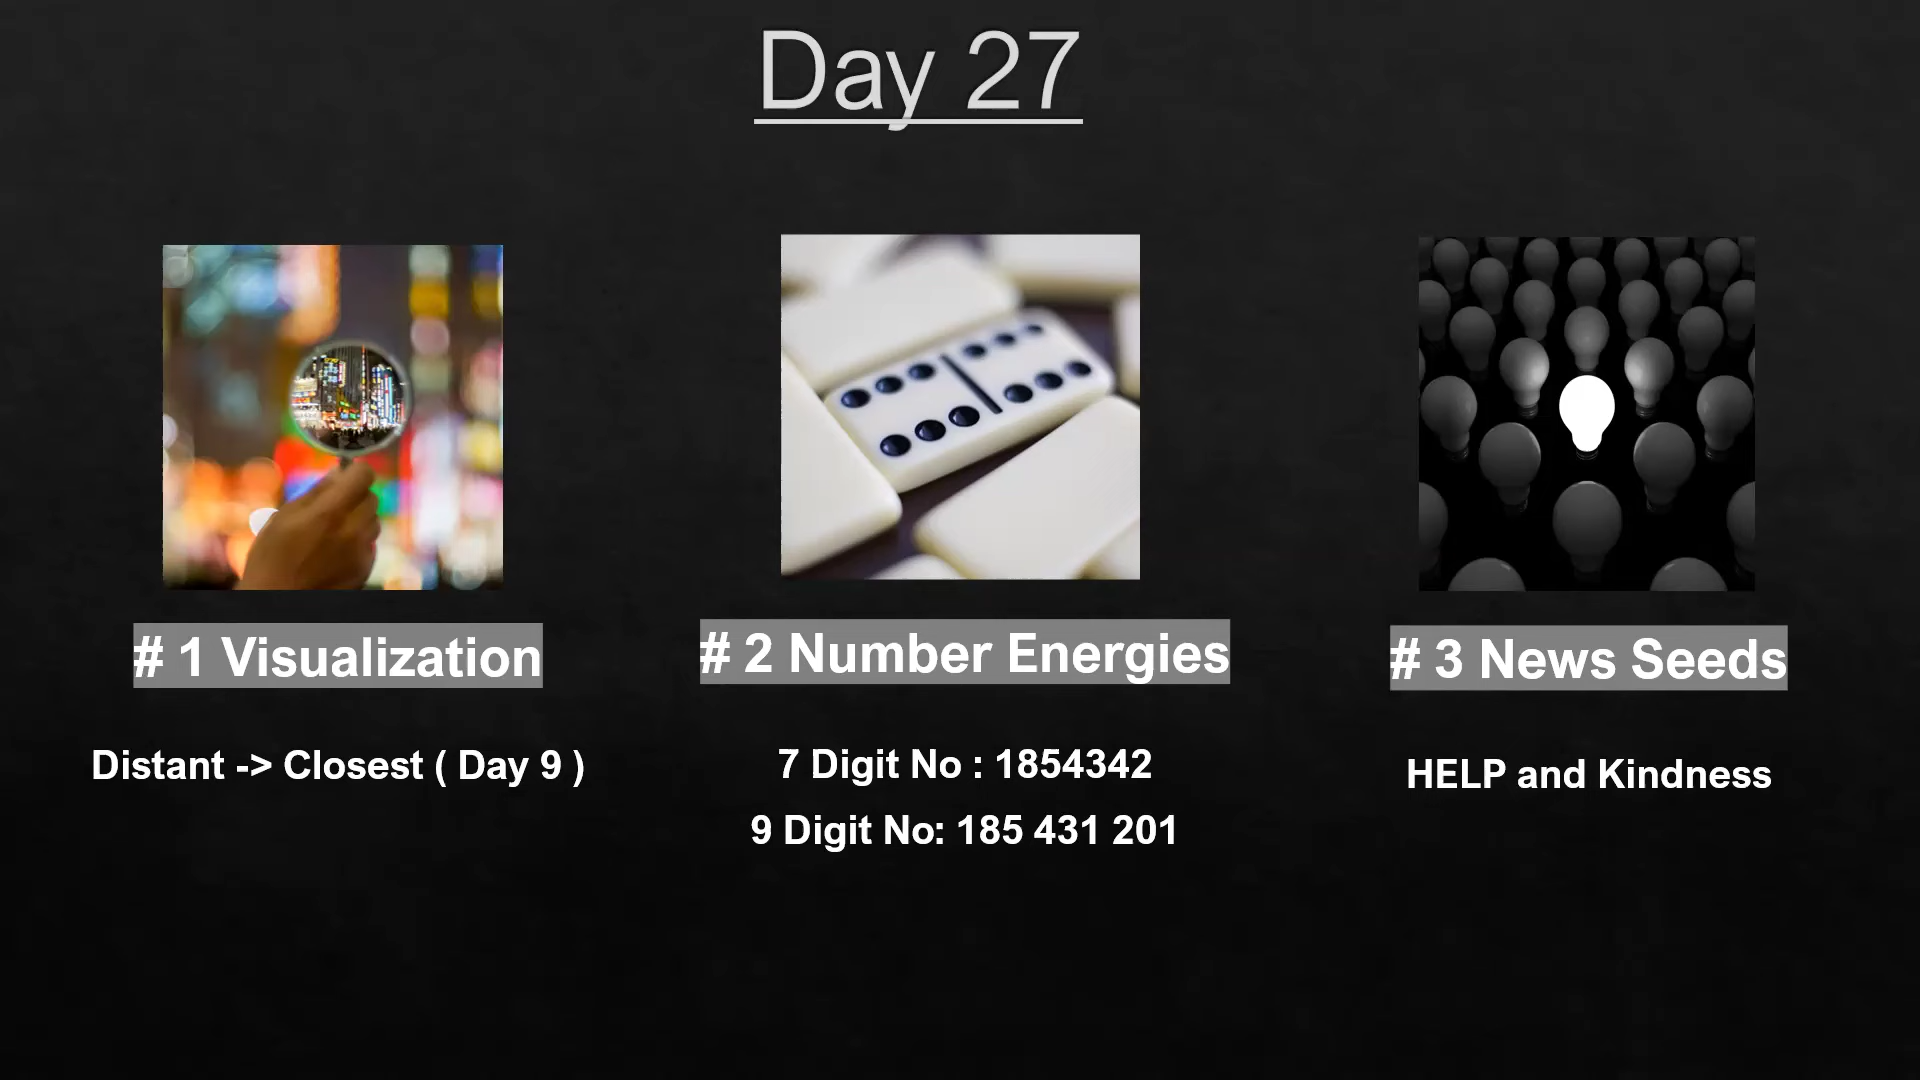 Day 27
# 1 Visualization
Distant -> Closest ( Day 9 )
# 2 Number Energies
7 Digit No : 1854342
9 Digit No: 185 431 201
# 3 News Seeds
HELP and Kindness